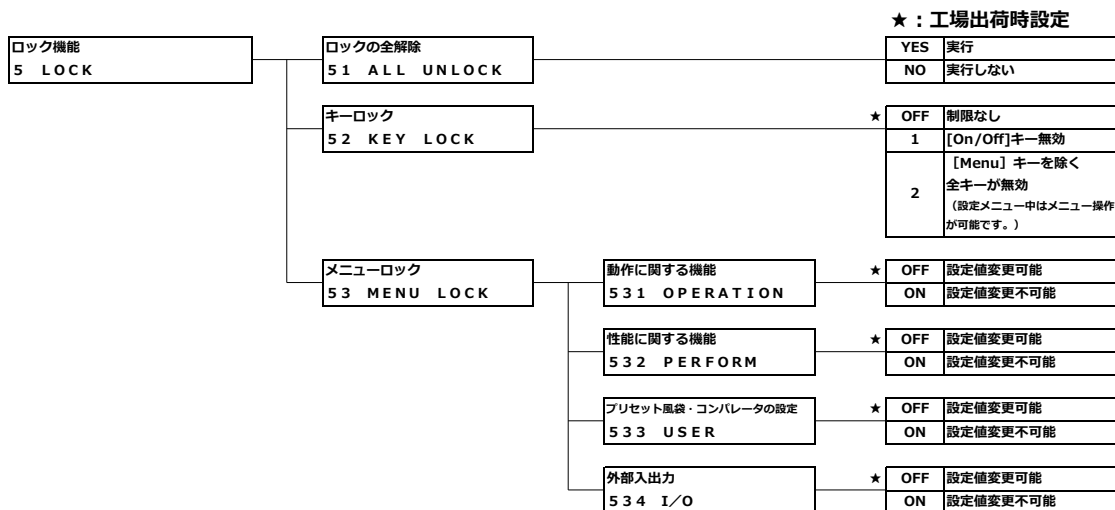 ★：工場出荷時設定
ロック機能
5 LOCK
ロックの全解除
51 ALL UNLOCK
YES 実行
NO 実行しない
キーロック
52 KEY LOCK
★ OFF 制限なし
1 [On/Off]キー無効
2 ［Menu］キーを除く
全キーが無効
（設定メニュー中はメニュー操作
が可能です。）
メニューロック
53 MENU LOCK
動作に関する機能
531 OPERATION
★ OFF 設定値変更可能
ON 設定値変更不可能
性能に関する機能
532 PERFORM
★ OFF 設定値変更可能
ON 設定値変更不可能
プリセット風袋・コンパレータの設定
533 USER
★ OFF 設定値変更可能
ON 設定値変更不可能
外部入出力
534 I／O
★ OFF 設定値変更可能
ON 設定値変更不可能